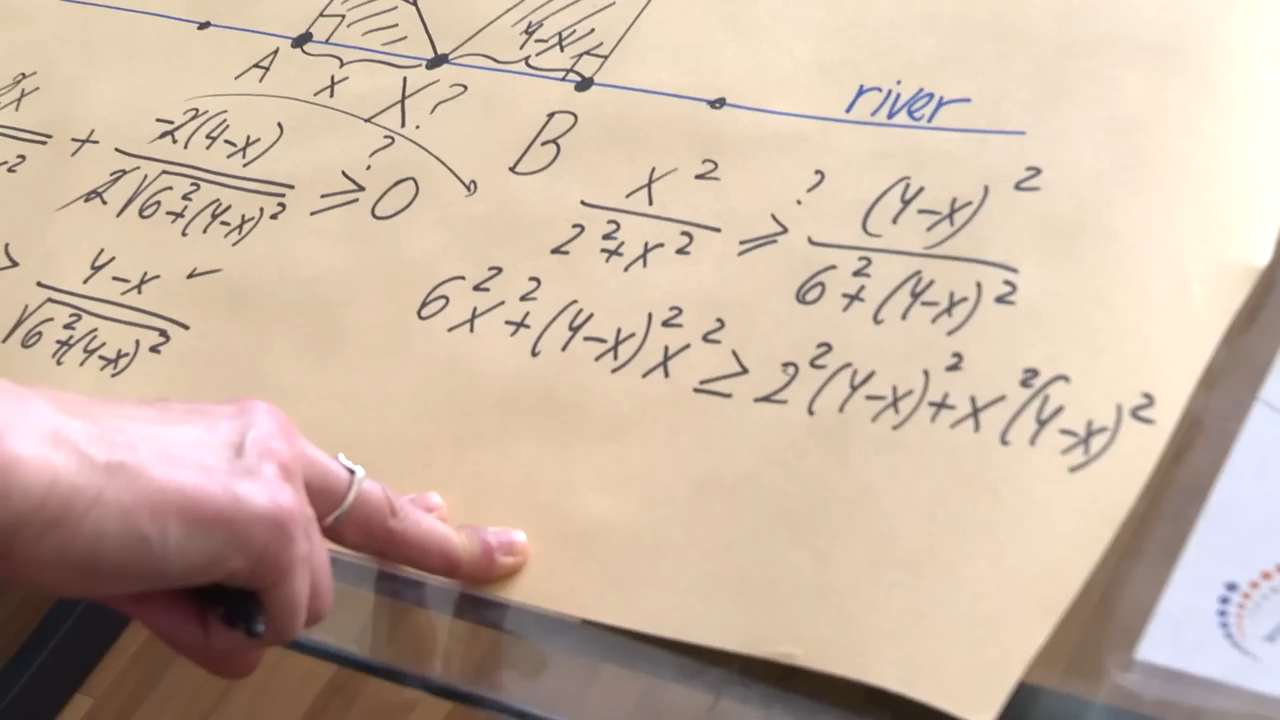 4-x
A x X? B river
2x + -2(4-x) / 2√6²+(4-x)² ≥? 0
x² / 2²+x² ≥? (4-x)² / 6²+(4-x)²
> 4-x / √6²+(4-x)² ✓
6²x²+(4-x)²x² ≥ 2²(4-x)²+x²(4-x)²